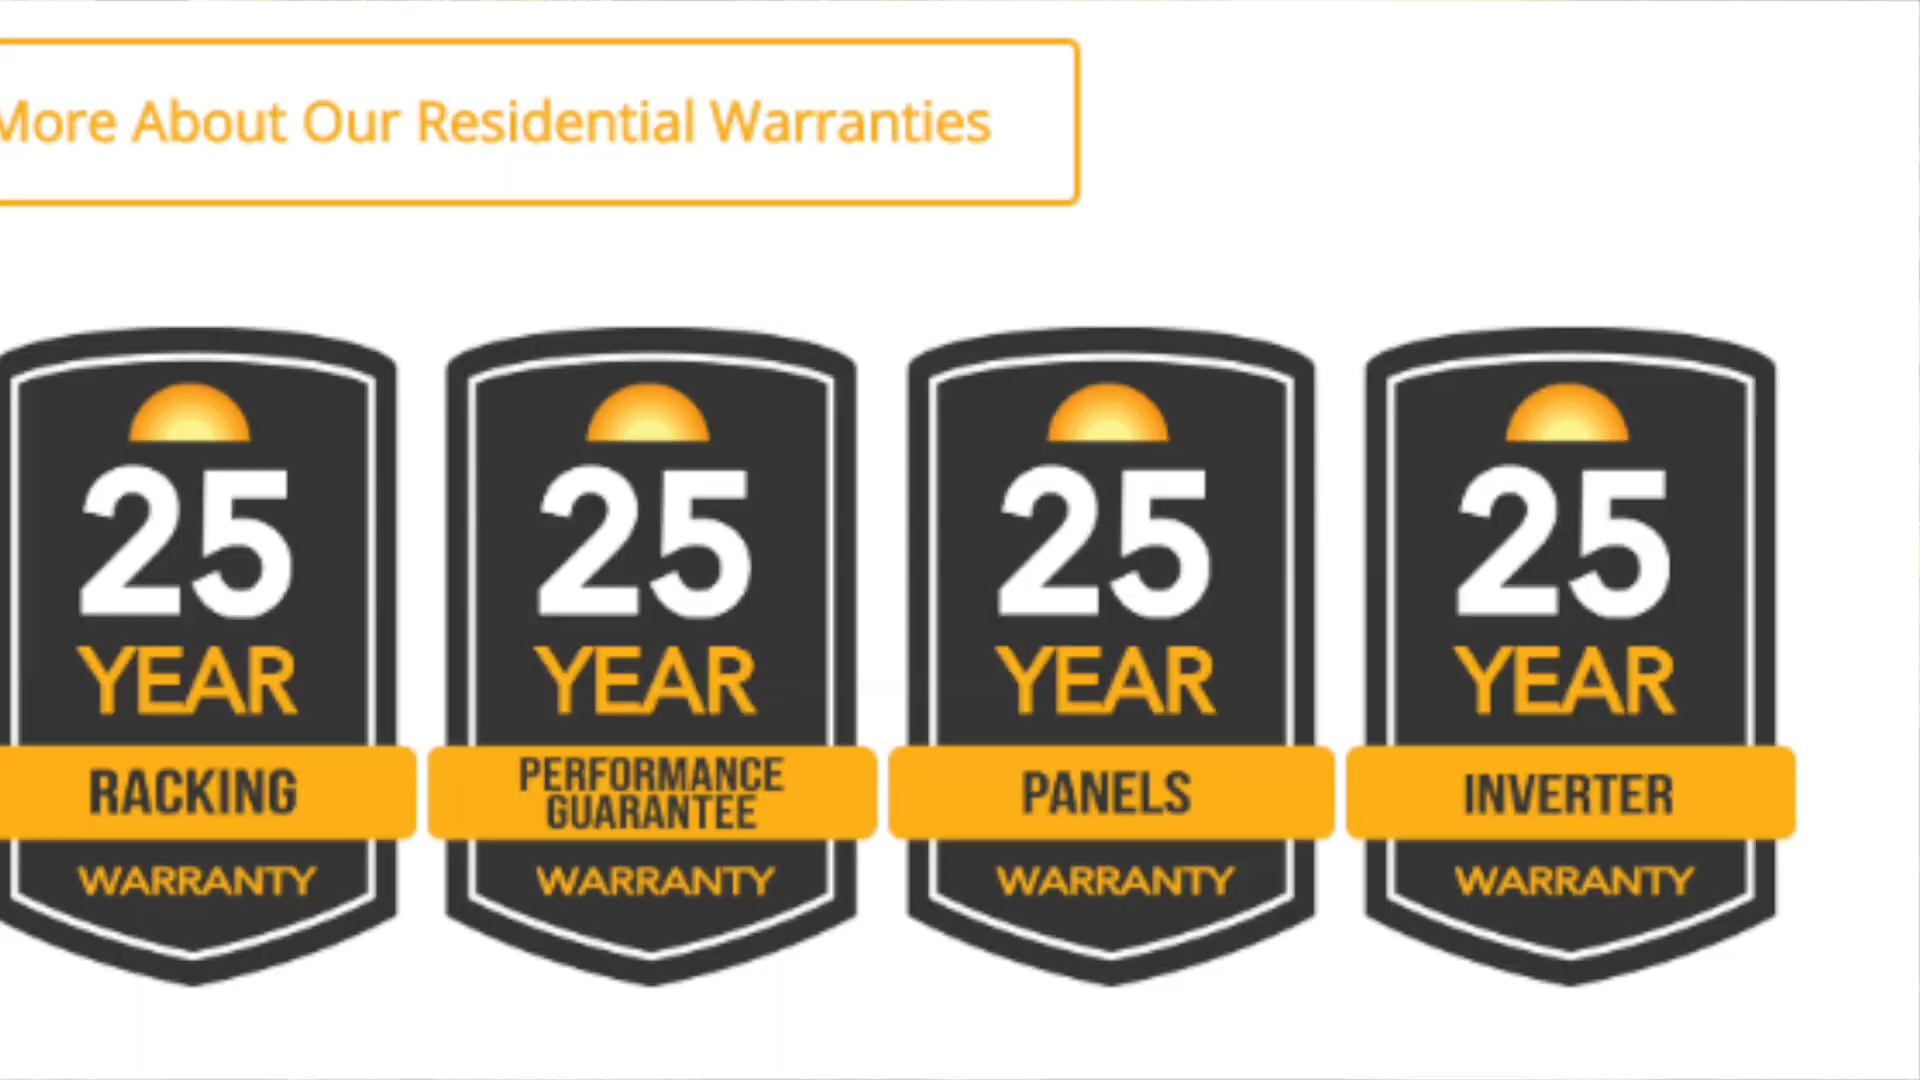 More About Our Residential Warranties
25
YEAR
RACKING
WARRANTY
25
YEAR
PERFORMANCE
GUARANTEE
WARRANTY
25
YEAR
PANELS
WARRANTY
25
YEAR
INVERTER
WARRANTY